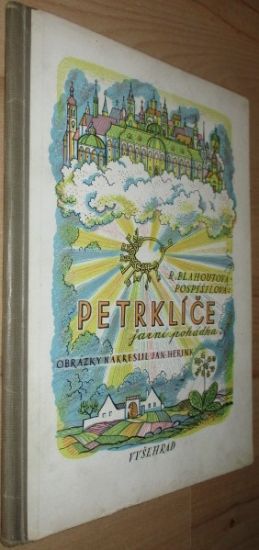 R. BLAHOUTOVÁ
POSPÍŠILOVÁ
PETRKLÍČE
jarní pohádka
OBRÁZKY NAKRESLIL JAN HERINK
VYŠEHRAD